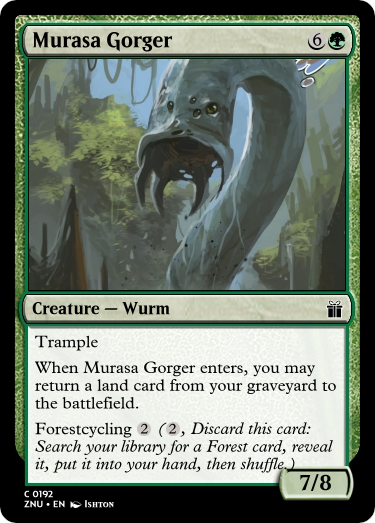 Murasa Gorger 6
Creature — Wurm
Trample
When Murasa Gorger enters, you may
return a land card from your graveyard to
the battlefield.
Forestcycling 2 (2, Discard this card:
Search your library for a Forest card, reveal
it, put it into your hand, then shuffle.)
7/8
C 0192
ZNU • EN Ishton